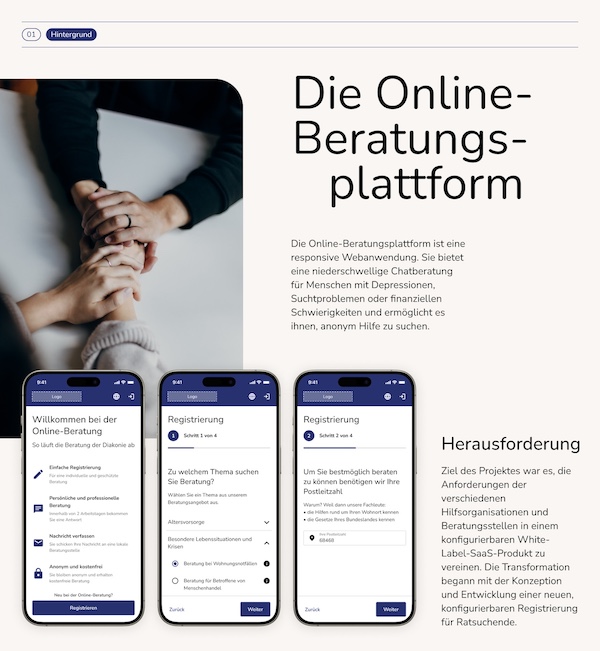 01 Hintergrund
Die Online-
Beratungs-
plattform
Die Online-Beratungsplattform ist eine
responsive Webanwendung. Sie bietet
eine niederschwellige Chatberatung
für Menschen mit Depressionen,
Suchtproblemen oder finanziellen
Schwierigkeiten und ermöglicht es
ihnen, anonym Hilfe zu suchen.
9:41
Logo
Willkommen bei der
Online-Beratung
So läuft die Beratung der Diakonie ab
Einfache Registrierung
Für eine individuelle und geschützte
Beratung.
Persönliche und professionelle
Beratung
Innerhalb von 2 Arbeitstagen bekommen
Sie eine Antwort
Nachricht verfassen
Sie schicken Ihre Nachricht an eine lokale
Beratungsstelle
Anonym und kostenfrei
Sie bleiben anonym und erhalten
kostenfreie Beratung
Neu bei der Online-Beratung?
Registrieren
9:41
Logo
Registrierung
1 Schritt 1 von 4
Zu welchem Thema suchen
Sie Beratung?
Wählen Sie ein Thema aus unserem
Beratungsangebot aus.
Altersvorsorge
Besondere Lebenssituationen und
Krisen
Beratung bei Wohnungsnotfällen
Beratung für Betroffene von
Menschenhandel
Zurück Weiter
9:41
Logo
Registrierung
2 Schritt 2 von 4
Um Sie bestmöglich beraten
zu können benötigen wir Ihre
Postleitzahl
Warum? Weil dann unsere Fachleute
• die Hilfen rund um Ihren Wohnort kennen
• die Gesetze Ihres Bundeslandes kennen
Ihre Postleitzahl
68468
Zurück Weiter
Herausforderung
Ziel des Projektes war es, die
Anforderungen der
verschiedenen
Hilfsorganisationen und
Beratungsstellen in einem
konfigurierbaren White-
Label-SaaS-Produkt zu
vereinen. Die Transformation
begann mit der Konzeption
und Entwicklung einer neuen,
konfigurierbaren Registrierung
für Ratsuchende.